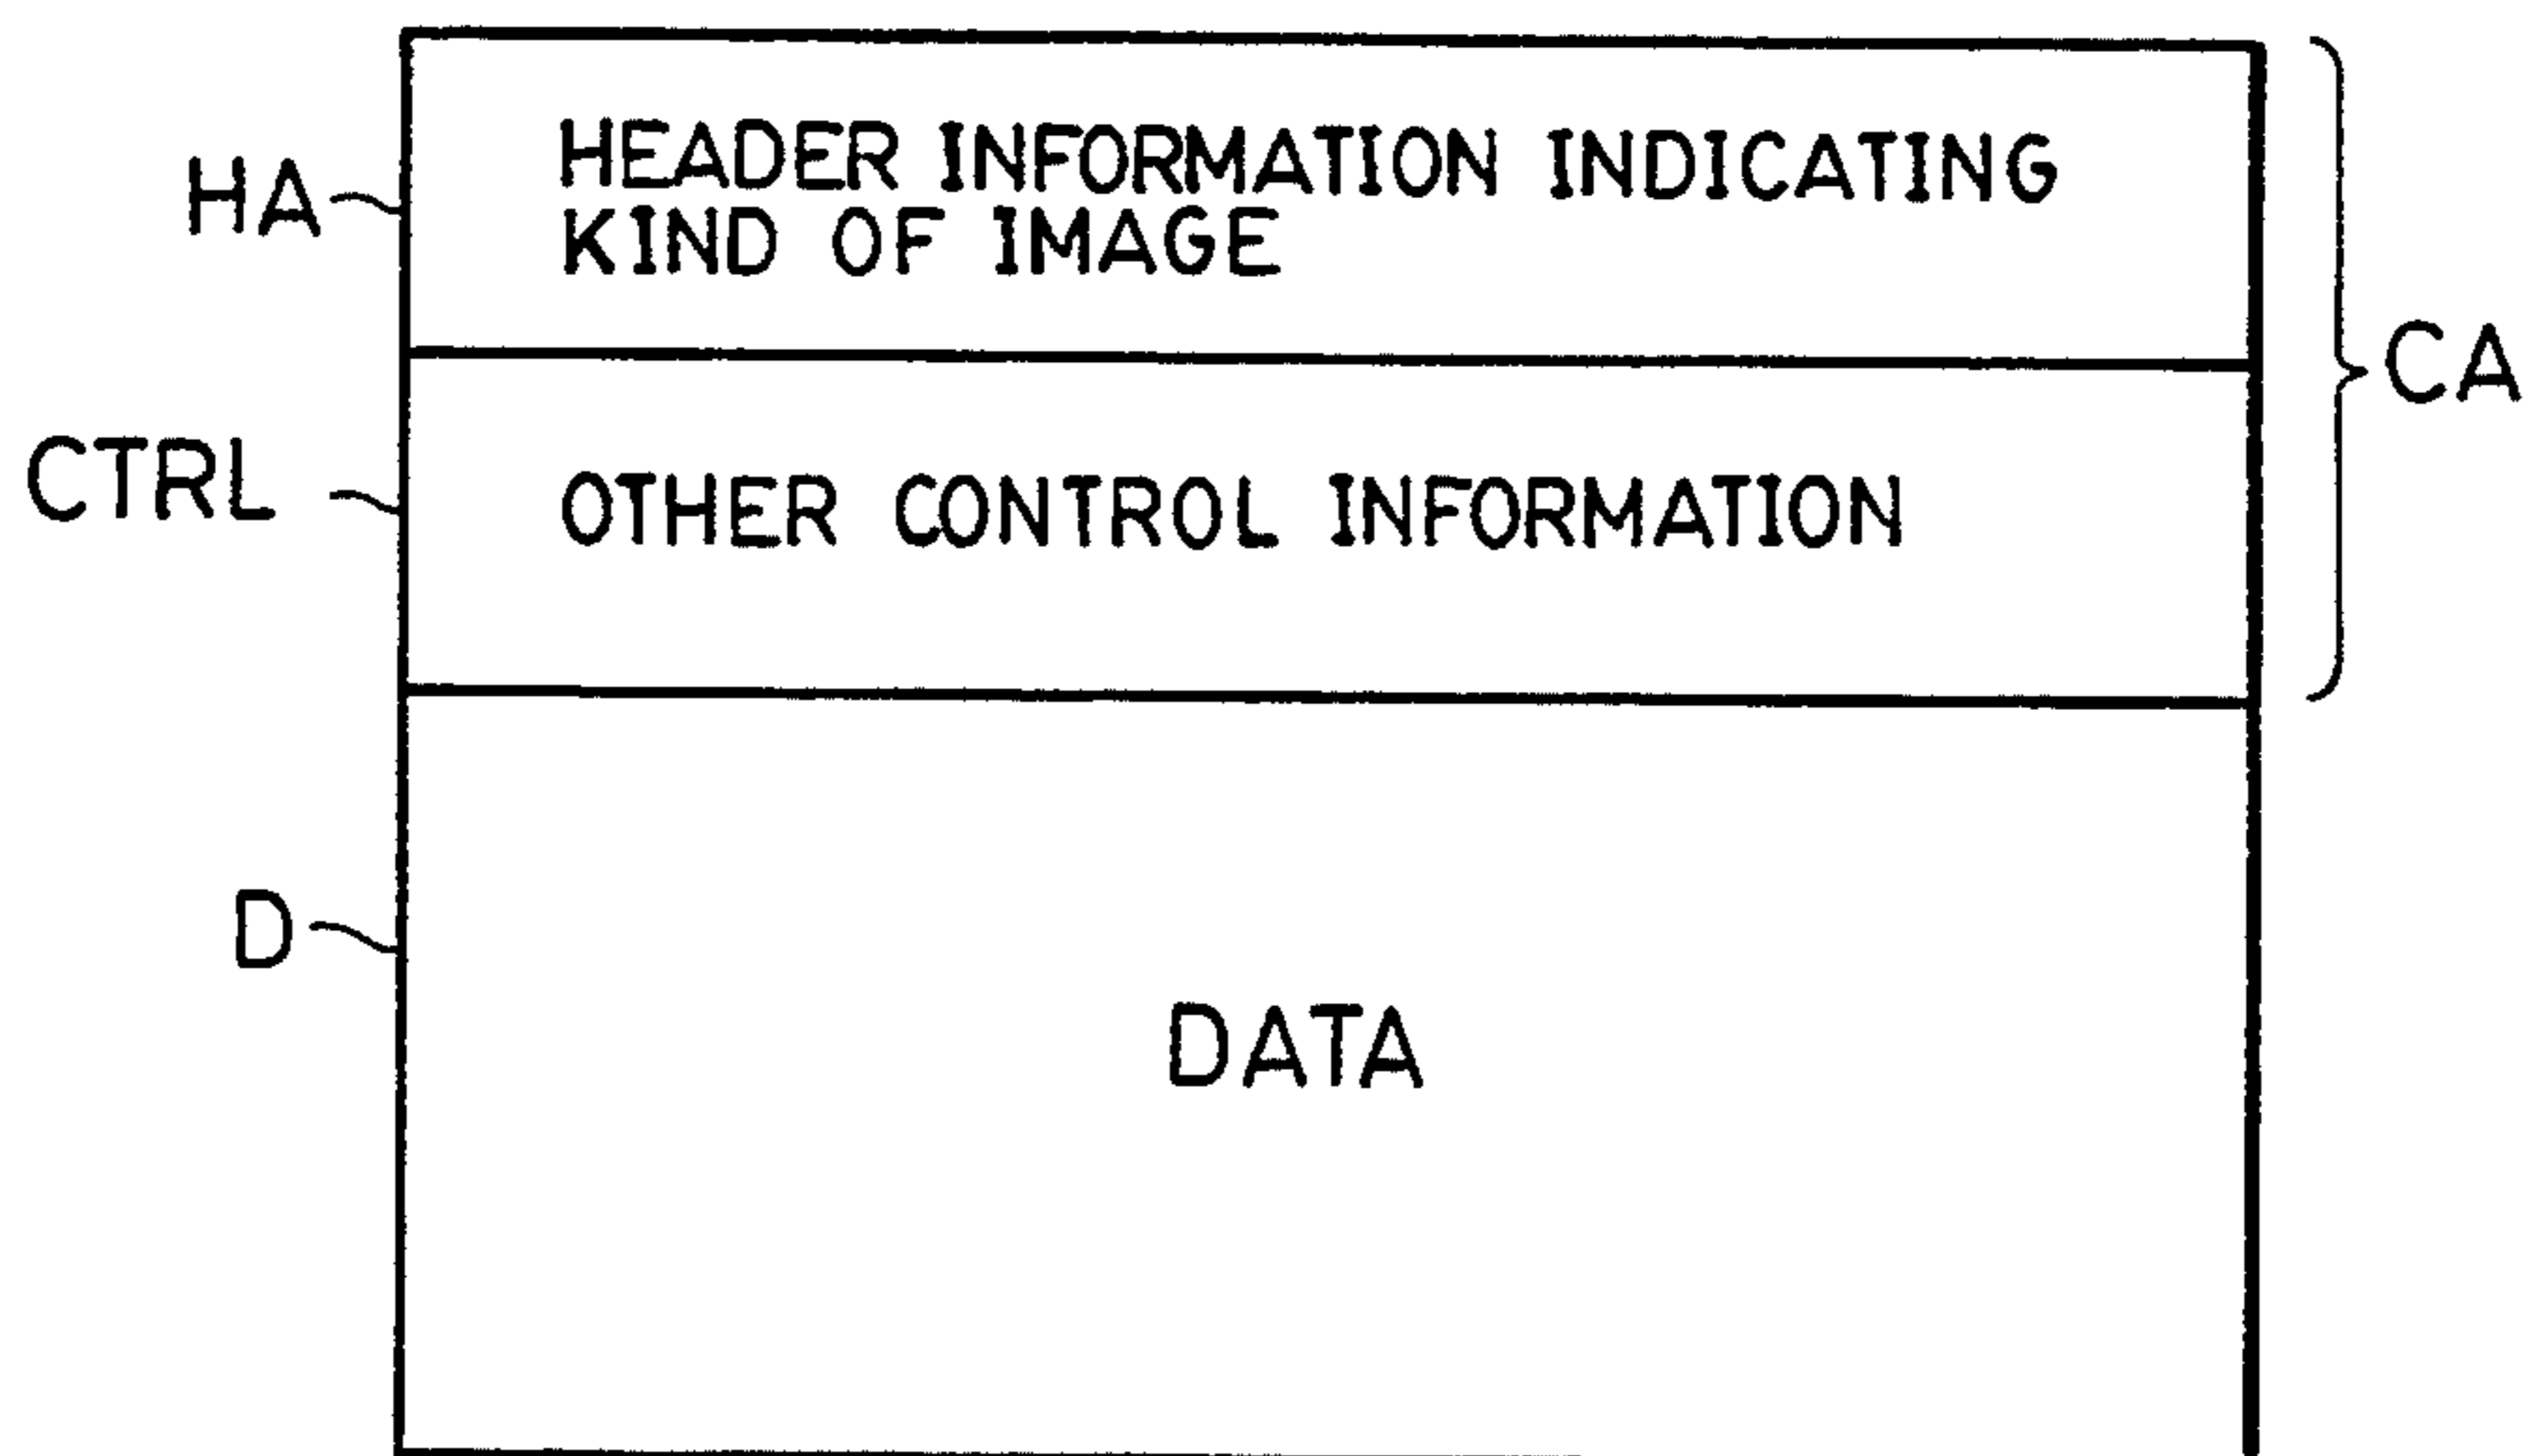 HA
HEADER INFORMATION INDICATING
KIND OF IMAGE
CA
CTRL
OTHER CONTROL INFORMATION
D
DATA